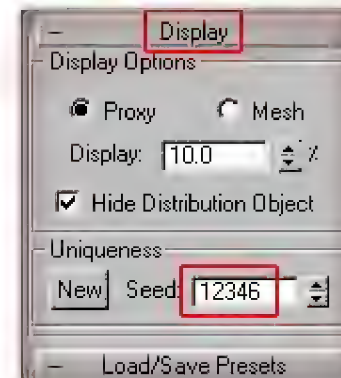 Display
Display Options
Proxy Mesh
Display: 10.0 %
Hide Distribution Object
Uniqueness
New Seed: 12346
Load/Save Presets